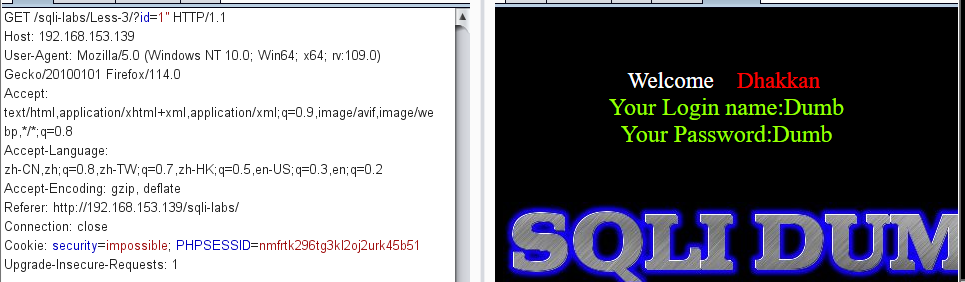 GET /sqli-labs/Less-3/?id=1" HTTP/1.1
Host: 192.168.153.139
User-Agent: Mozilla/5.0 (Windows NT 10.0; Win64; x64; rv:109.0)
Gecko/20100101 Firefox/114.0
Accept:
text/html,application/xhtml+xml,application/xml;q=0.9,image/avif,image/we
bp,*/*;q=0.8
Accept-Language:
zh-CN,zh;q=0.8,zh-TW;q=0.7,zh-HK;q=0.5,en-US;q=0.3,en;q=0.2
Accept-Encoding: gzip, deflate
Referer: http://192.168.153.139/sqli-labs/
Connection: close
Cookie: security=impossible; PHPSESSID=nmfrtk296tg3kl2oj2urk45b51
Upgrade-Insecure-Requests: 1
Welcome Dhakkan
Your Login name:Dumb
Your Password:Dumb
SQLI DUM